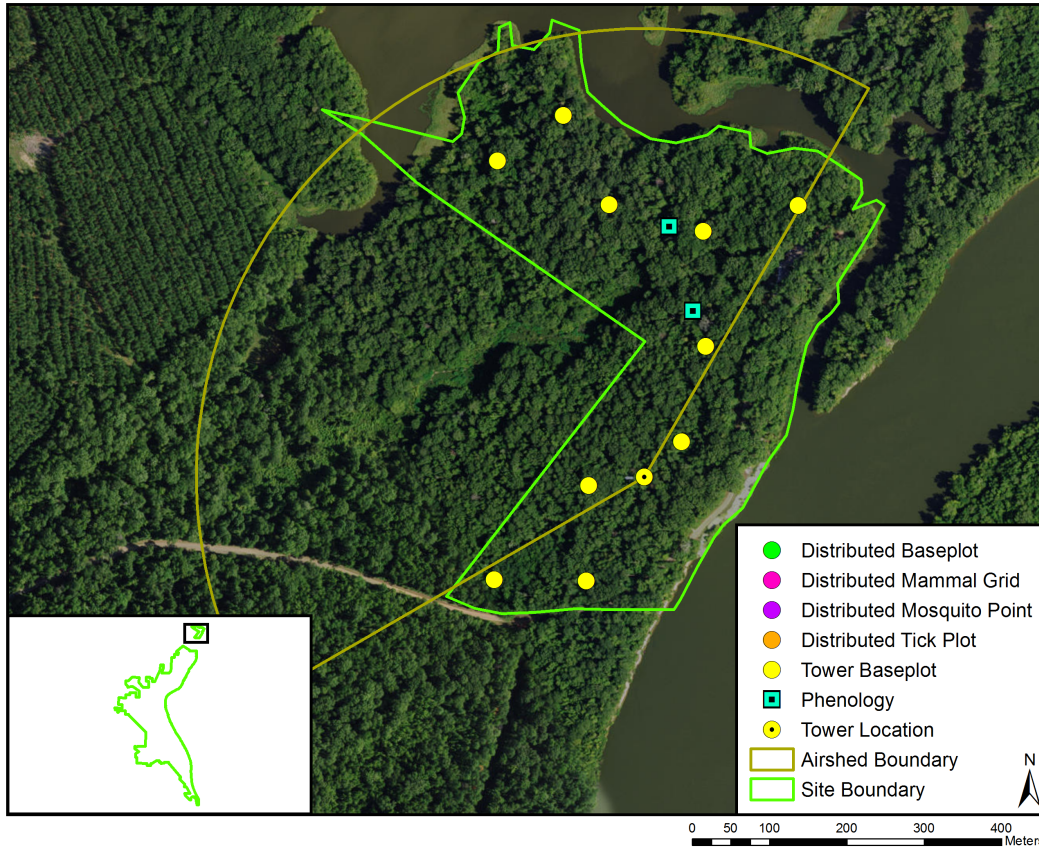 Distributed Baseplot
Distributed Mammal Grid
Distributed Mosquito Point
Distributed Tick Plot
Tower Baseplot
Phenology
Tower Location
Airshed Boundary
Site Boundary
N
0 50 100 200 300 400
Meters